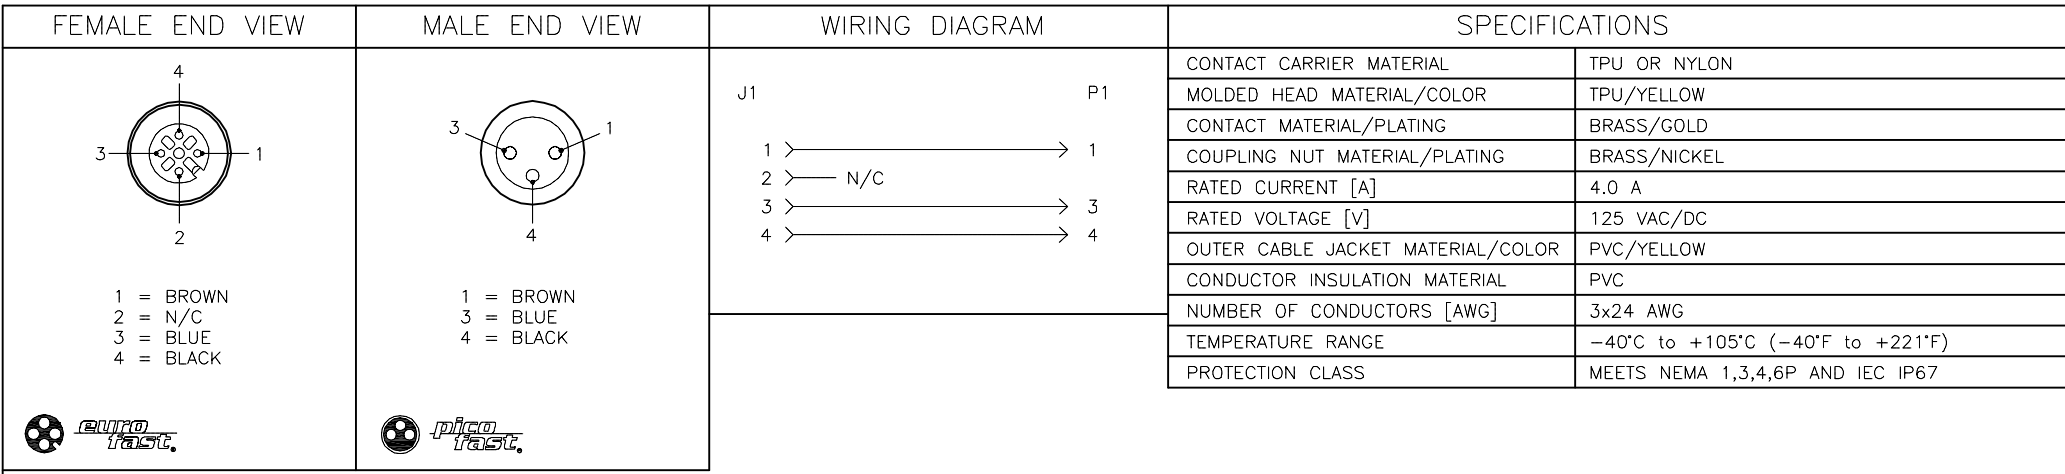 FEMALE END VIEW
4
3
1
2
1 = BROWN
2 = N/C
3 = BLUE
4 = BLACK
euro
fast.
MALE END VIEW
3
1
4
1 = BROWN
3 = BLUE
4 = BLACK
pico
fast.
WIRING DIAGRAM
J1 P1
1 1
2 N/C
3 3
4 4
SPECIFICATIONS
CONTACT CARRIER MATERIAL TPU OR NYLON
MOLDED HEAD MATERIAL/COLOR TPU/YELLOW
CONTACT MATERIAL/PLATING BRASS/GOLD
COUPLING NUT MATERIAL/PLATING BRASS/NICKEL
RATED CURRENT [A] 4.0 A
RATED VOLTAGE [V] 125 VAC/DC
OUTER CABLE JACKET MATERIAL/COLOR PVC/YELLOW
CONDUCTOR INSULATION MATERIAL PVC
NUMBER OF CONDUCTORS [AWG] 3x24 AWG
TEMPERATURE RANGE -40°C to +105°C (-40°F to +221°F)
PROTECTION CLASS MEETS NEMA 1,3,4,6P AND IEC IP67